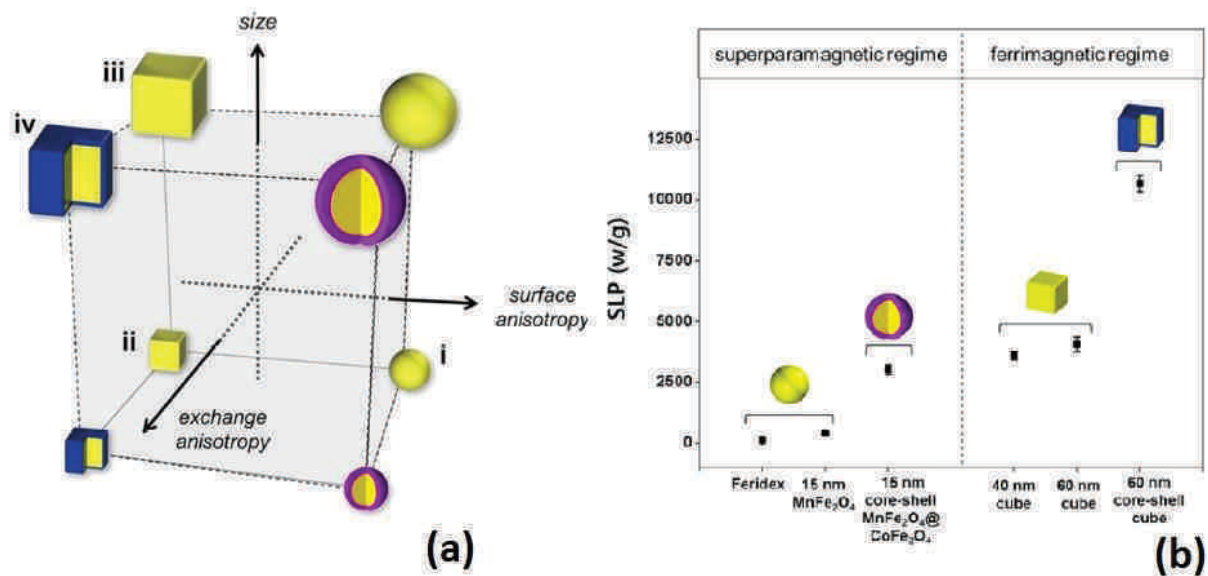 size
iii
iv
surface
anisotropy
ii
i
exchange
anisotropy
(a)
superparamagnetic regime
ferrimagnetic regime
SLP (w/g)
12500
10000
7500
5000
2500
0
Feridex
15 nm
MnFe₂O₄
15 nm
core-shell
MnFe₂O₄@
CoFe₂O₄
40 nm
cube
60 nm
cube
60 nm
core-shell
cube
(b)